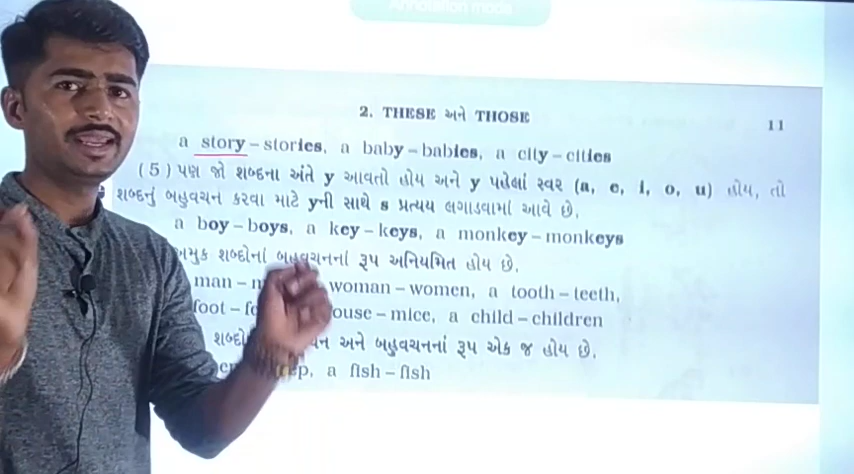 Annotation mode
2. THESE અને THOSE 11
a story – stories, a baby – babies, a city – cities
(5) પણ જો શબ્દના અંતે y આવતો હોય અને y પહેલાં સ્વર (a, e, i, o, u) હોય, તો
શબ્દનું બહુવચન કરવા માટે yની સાથે s પ્રત્યય લગાડવામાં આવે છે.
a boy – boys, a key – keys, a monkey – monkeys
અમુક શબ્દોનાં બહુવચનનાં રૂપ અનિયમિત હોય છે.
man – woman – women, a tooth – teeth,
foot – ouse – mice, a child – children
અને બહુવચનનાં રૂપ એક જ હોય છે.
a fish – fish